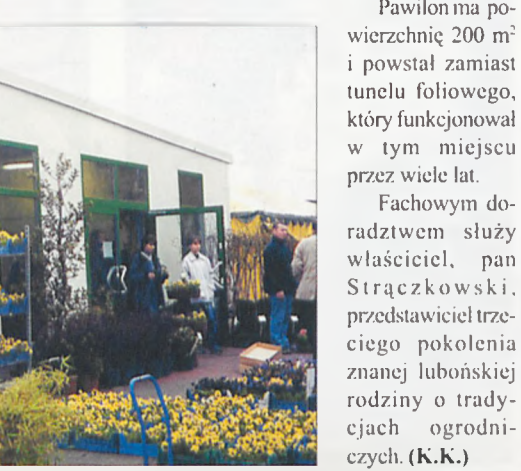 Pawilon ma po-
wierzchnię 200 m²
i powstał zamiast
tunelu foliowego,
który funkcjonował
w tym miejscu
przez wiele lat.
Fachowym do-
radztwem służy
właściciel, pan
Strączkowski,
przedstawiciel trze-
ciego pokolenia
znanej lubońskiej
rodziny o trady-
cjach ogrodni-
czych. (K.K.)